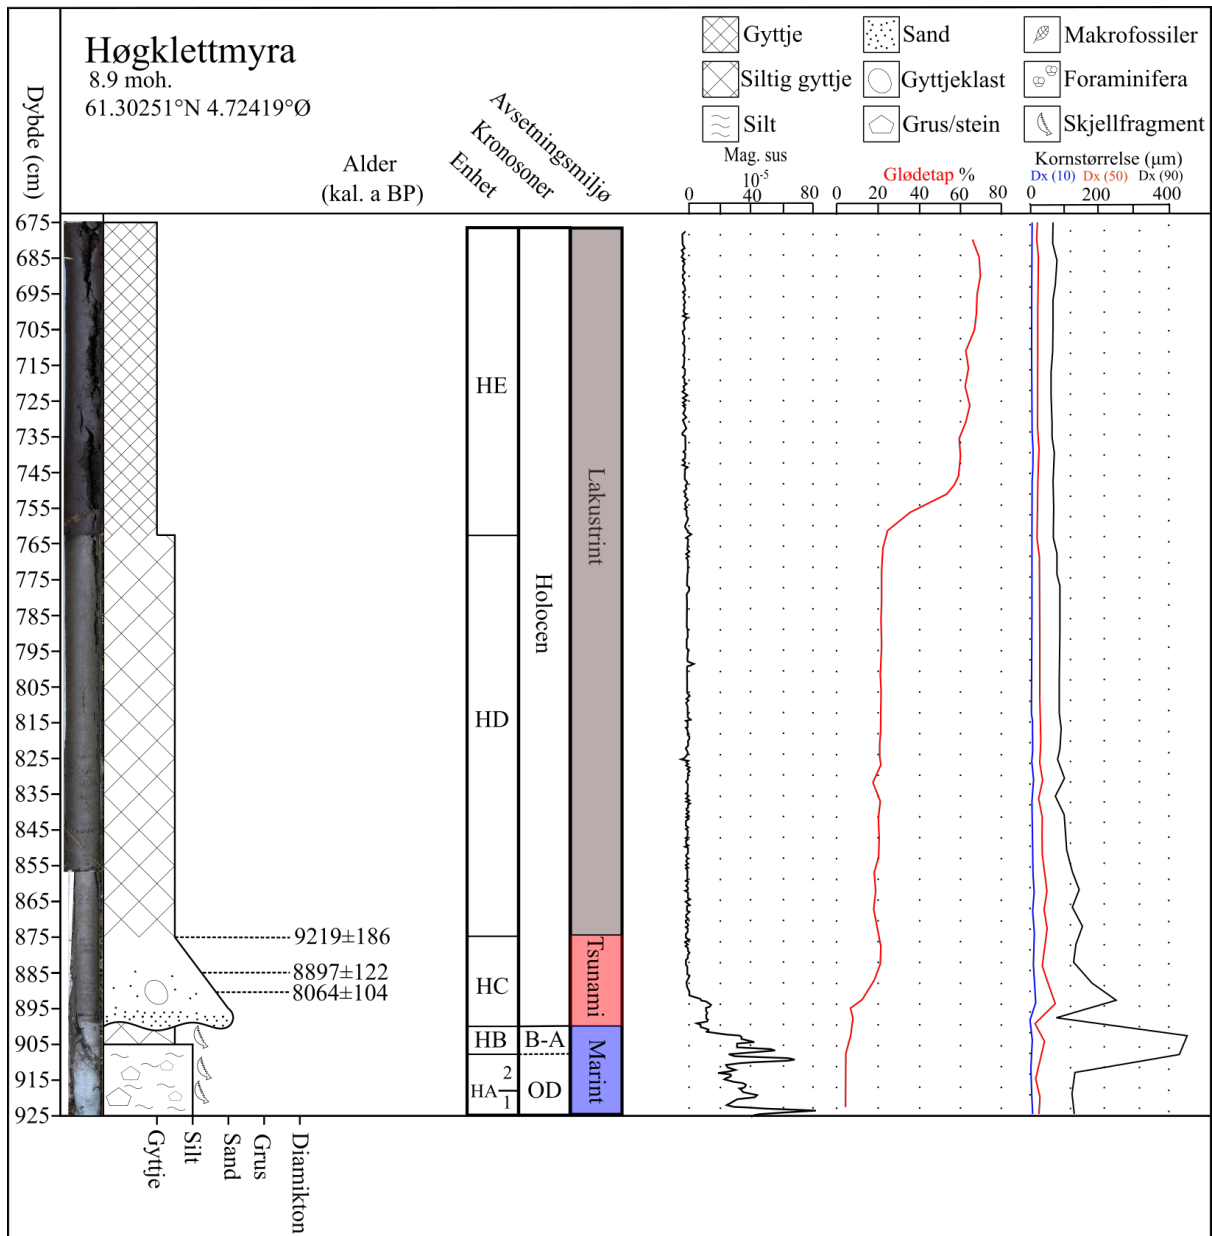 Høgklettmyra
8.9 moh.
61.30251°N 4.72419°Ø
Gyttje
Siltig gyttje
Silt
Sand
Gyttjeklast
Grus/stein
Makrofossiler
Foraminifera
Skjellfragment
Dybde (cm)
Alder
(kal. a BP)
Enhet
Kronosoner
Avsetningsmiljø
Mag. sus
10-5
0 40 80
Glødetap %
0 20 40 60 80
Kornstørrelse (µm)
Dx (10) Dx (50) Dx (90)
0 200 400
675
685
695
705
715
725
735
745
755
765
775
785
795
805
815
825
835
845
855
865
875
885
895
905
915
925
9219±186
8897±122
8064±104
HE
HD
HC
HB
HA 2
1
Holocen
B-A
OD
Lakustrint
Tsunami
Marint
Gyttje
Silt
Sand
Grus
Diamikton